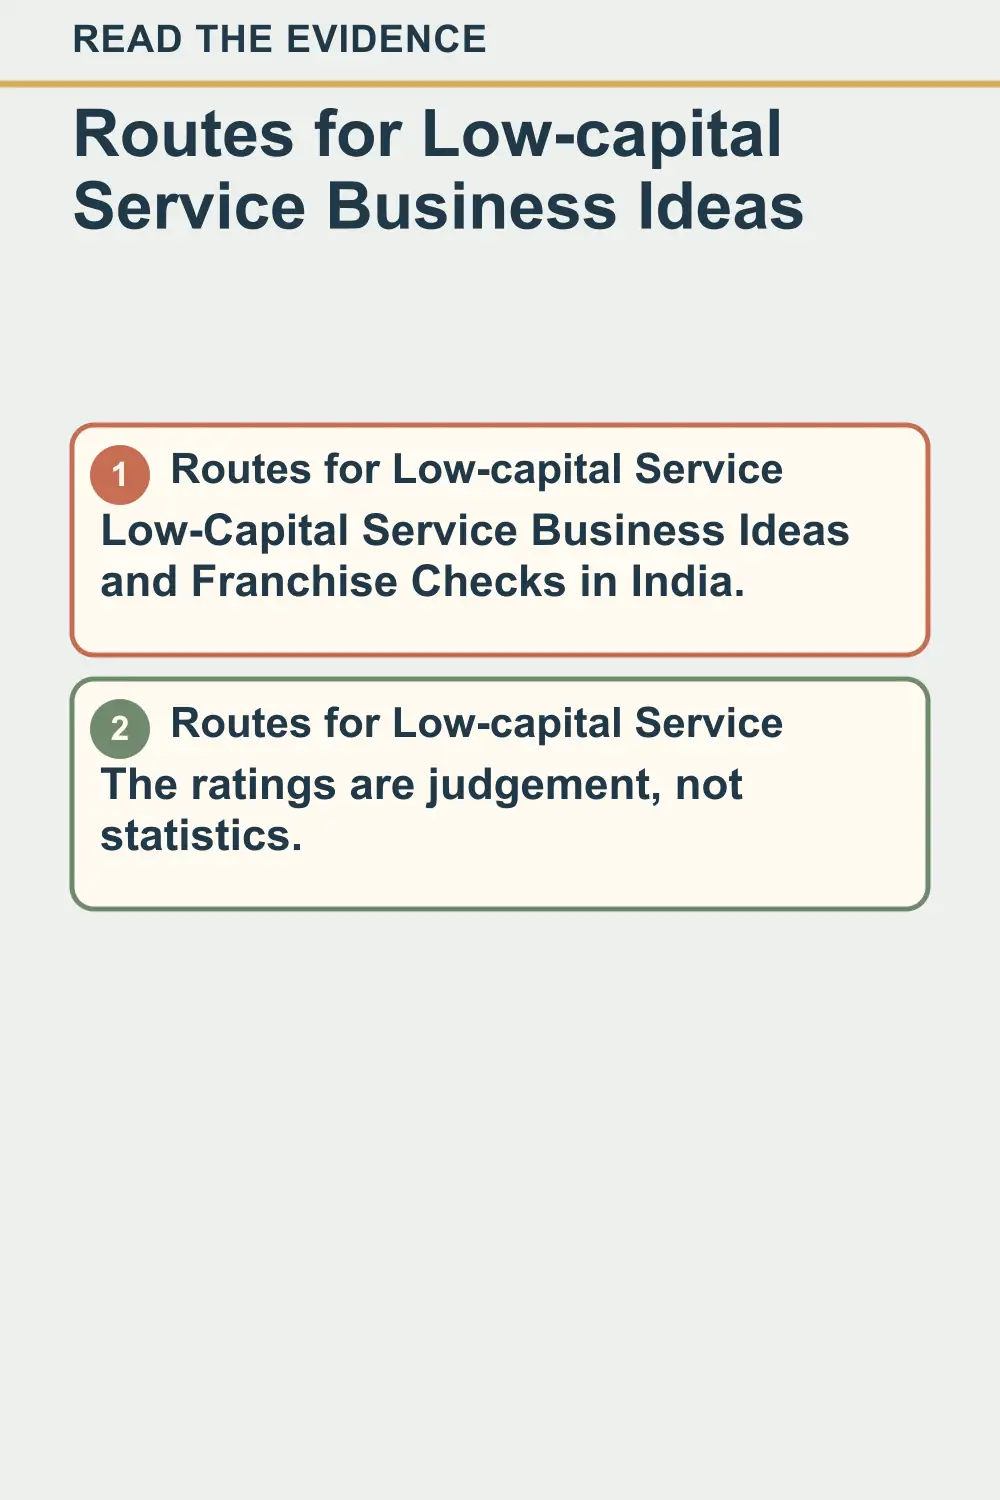 READ THE EVIDENCE
Routes for Low-capital
Service Business Ideas
1 Routes for Low-capital Service
Low-Capital Service Business Ideas
and Franchise Checks in India.
2 Routes for Low-capital Service
The ratings are judgement, not
statistics.